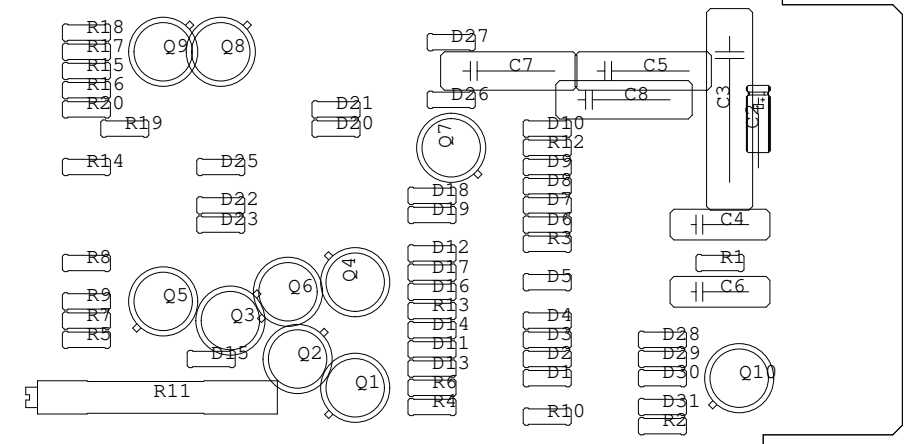 R18
R17
R15
R16
R20
R19
R14
R8
R9
R7
R5
R11
Q9
Q8
D25
D22
D23
D21
D20
Q5
Q3
Q6
Q4
D15
Q2
Q1
D27
D26
Q7
D18
D19
D12
D17
D16
R13
D14
D11
D13
R6
R4
C7
C5
C8
D10
R12
D9
D8
D7
D6
R3
D5
D4
D3
D2
D1
R10
C3
C2
+
C4
R1
C6
D28
D29
D30
D31
R2
Q10